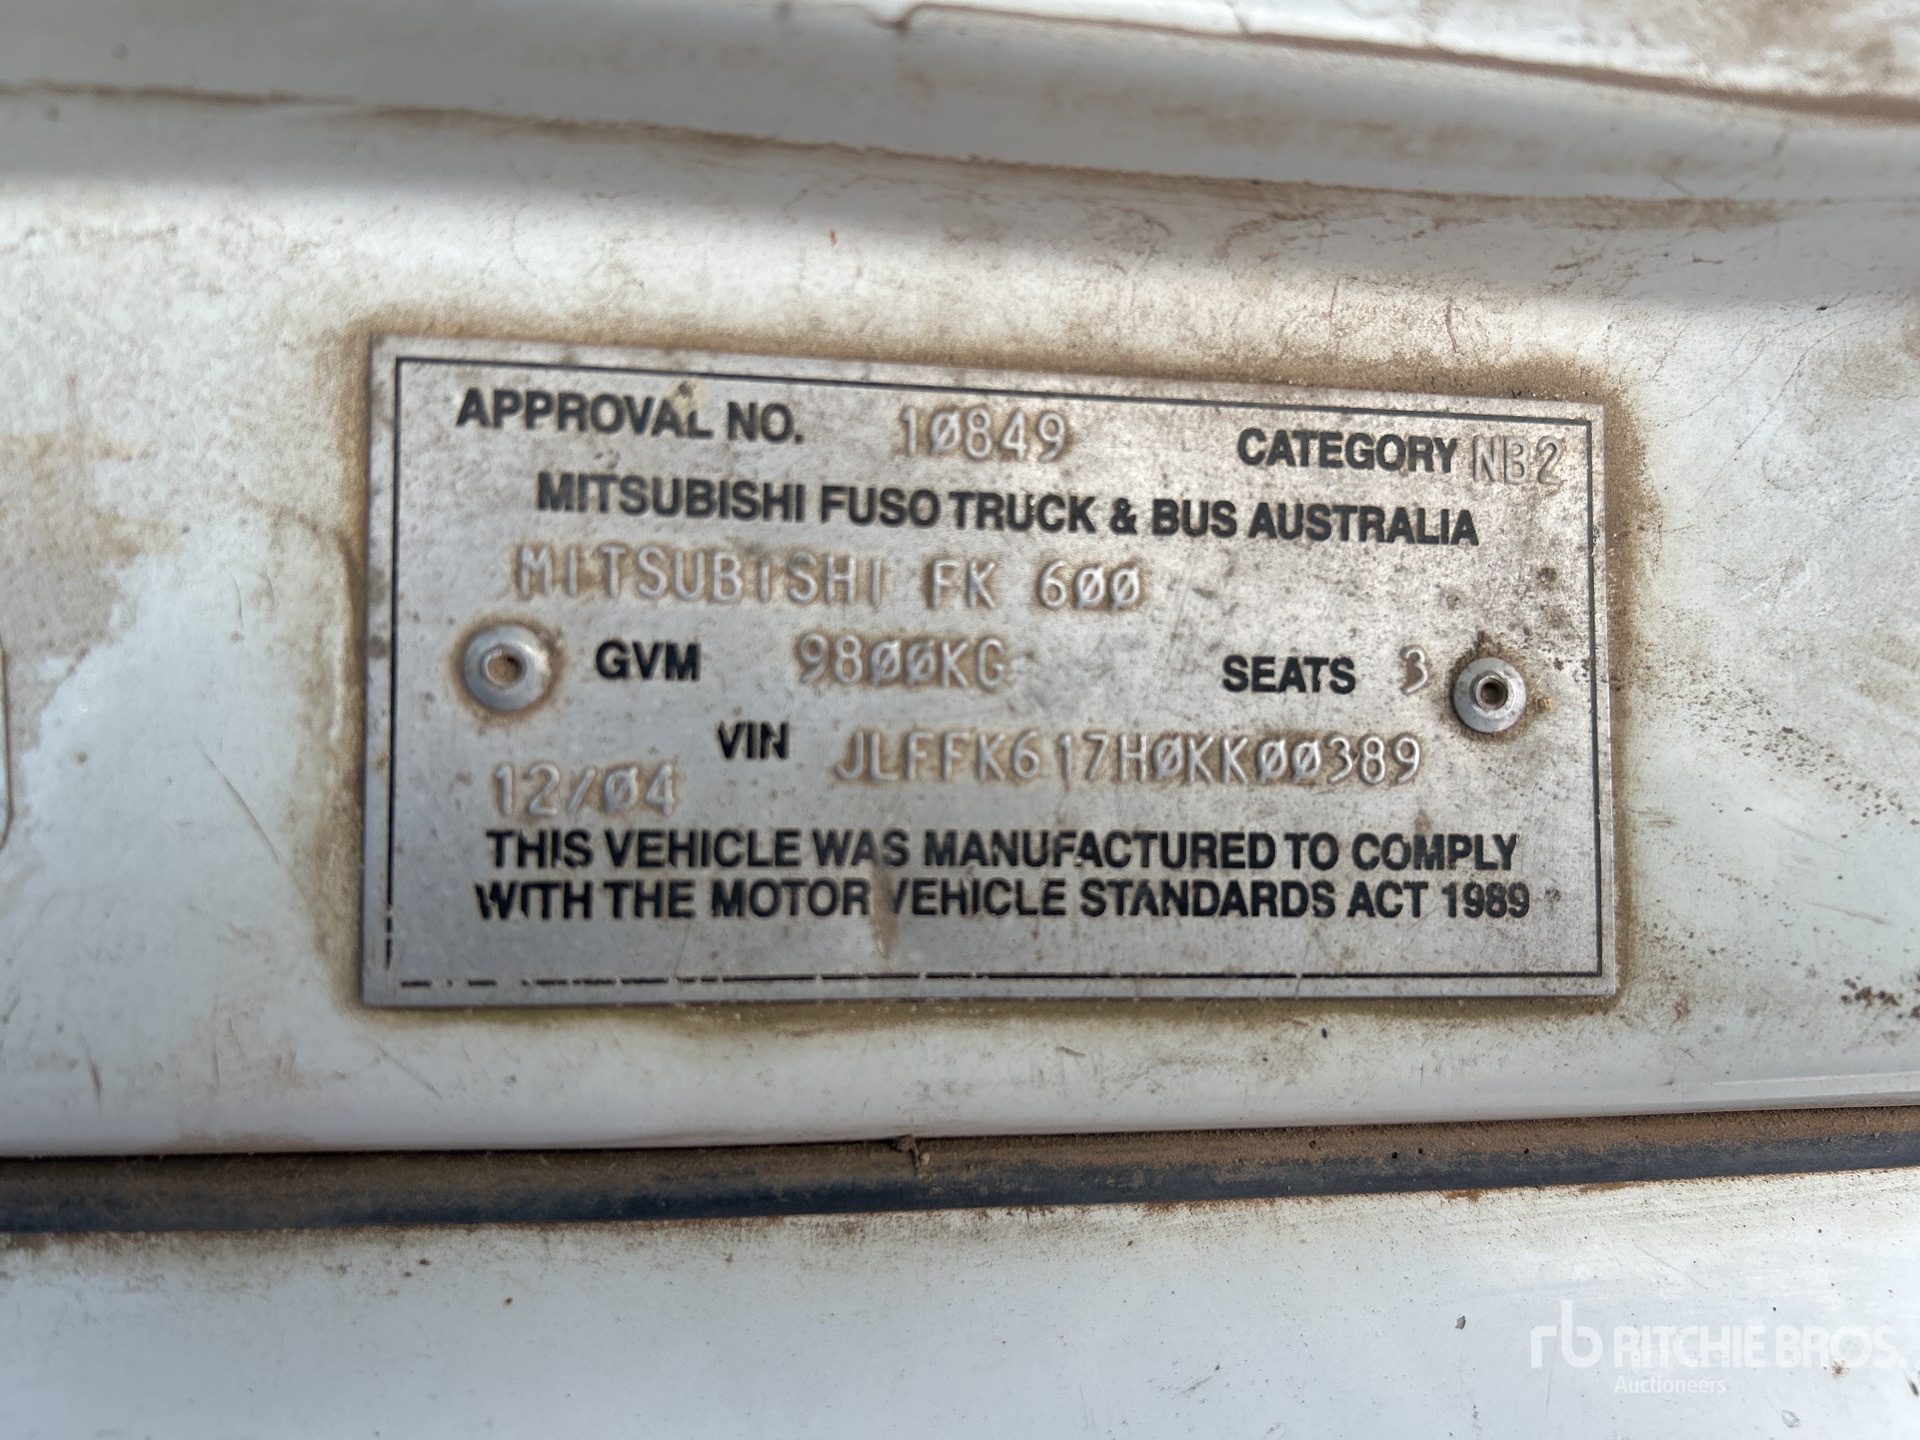 APPROVAL NO. 10849 CATEGORY NB2
MITSUBISHI FUSO TRUCK & BUS AUSTRALIA
MITSUBISHI FK 600
GVM 9800KG SEATS 3
VIN JLFFK617H0KK00389
12/04
THIS VEHICLE WAS MANUFACTURED TO COMPLY
WITH THE MOTOR VEHICLE STANDARDS ACT 1989
rb RITCHIE BROS.
Auctioneers